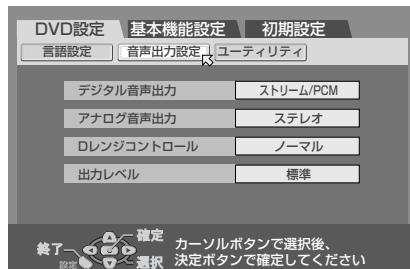 DVD設定 基本機能設定 初期設定
言語設定 音声出力設定 ユーティリティ
デジタル音声出力 ストリーム/PCM
アナログ音声出力 ステレオ
Dレンジコントロール ノーマル
出力レベル 標準
確定
終了
設定 選択
カーソルボタンで選択後、
決定ボタンで確定してください